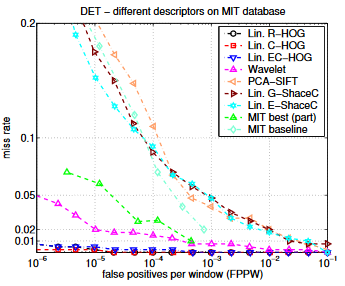 DET - different descriptors on MIT database
0.2
0.1
0.05
0.02
0.01
miss rate
Lin. R-HOG
Lin. C-HOG
Lin. EC-HOG
Wavelet
PCA-SIFT
Lin. G-ShaceC
Lin. E-ShaceC
MIT best (part)
MIT baseline
10⁻⁶ 10⁻⁵ 10⁻⁴ 10⁻³ 10⁻² 10⁻¹
false positives per window (FPPW)